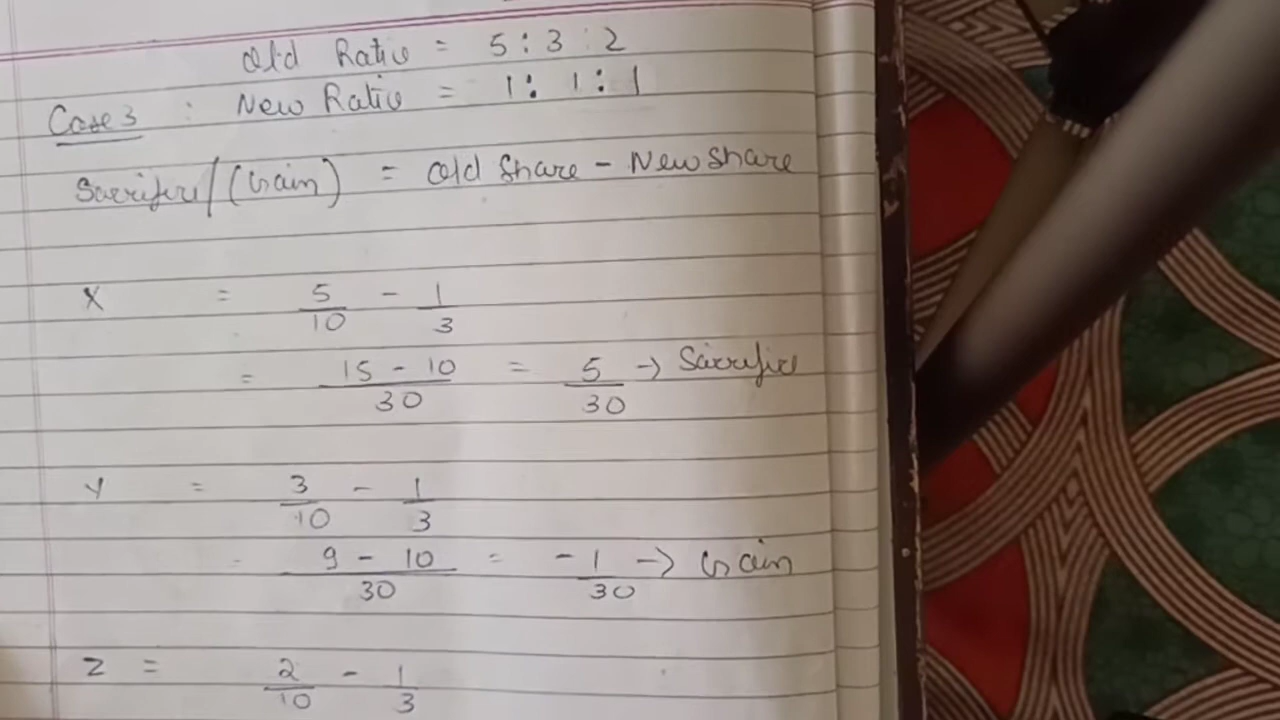 Old Ratio = 5 : 3 : 2
Case 3 : New Ratio = 1 : 1 : 1
Sacrifice/(Gain) = Old Share - New Share
X = 5/10 - 1/3
= 15 - 10/30 = 5/30 → Sacrifice
Y = 3/10 - 1/3
9 - 10/30 = -1/30 → Gain
Z = 2/10 - 1/3